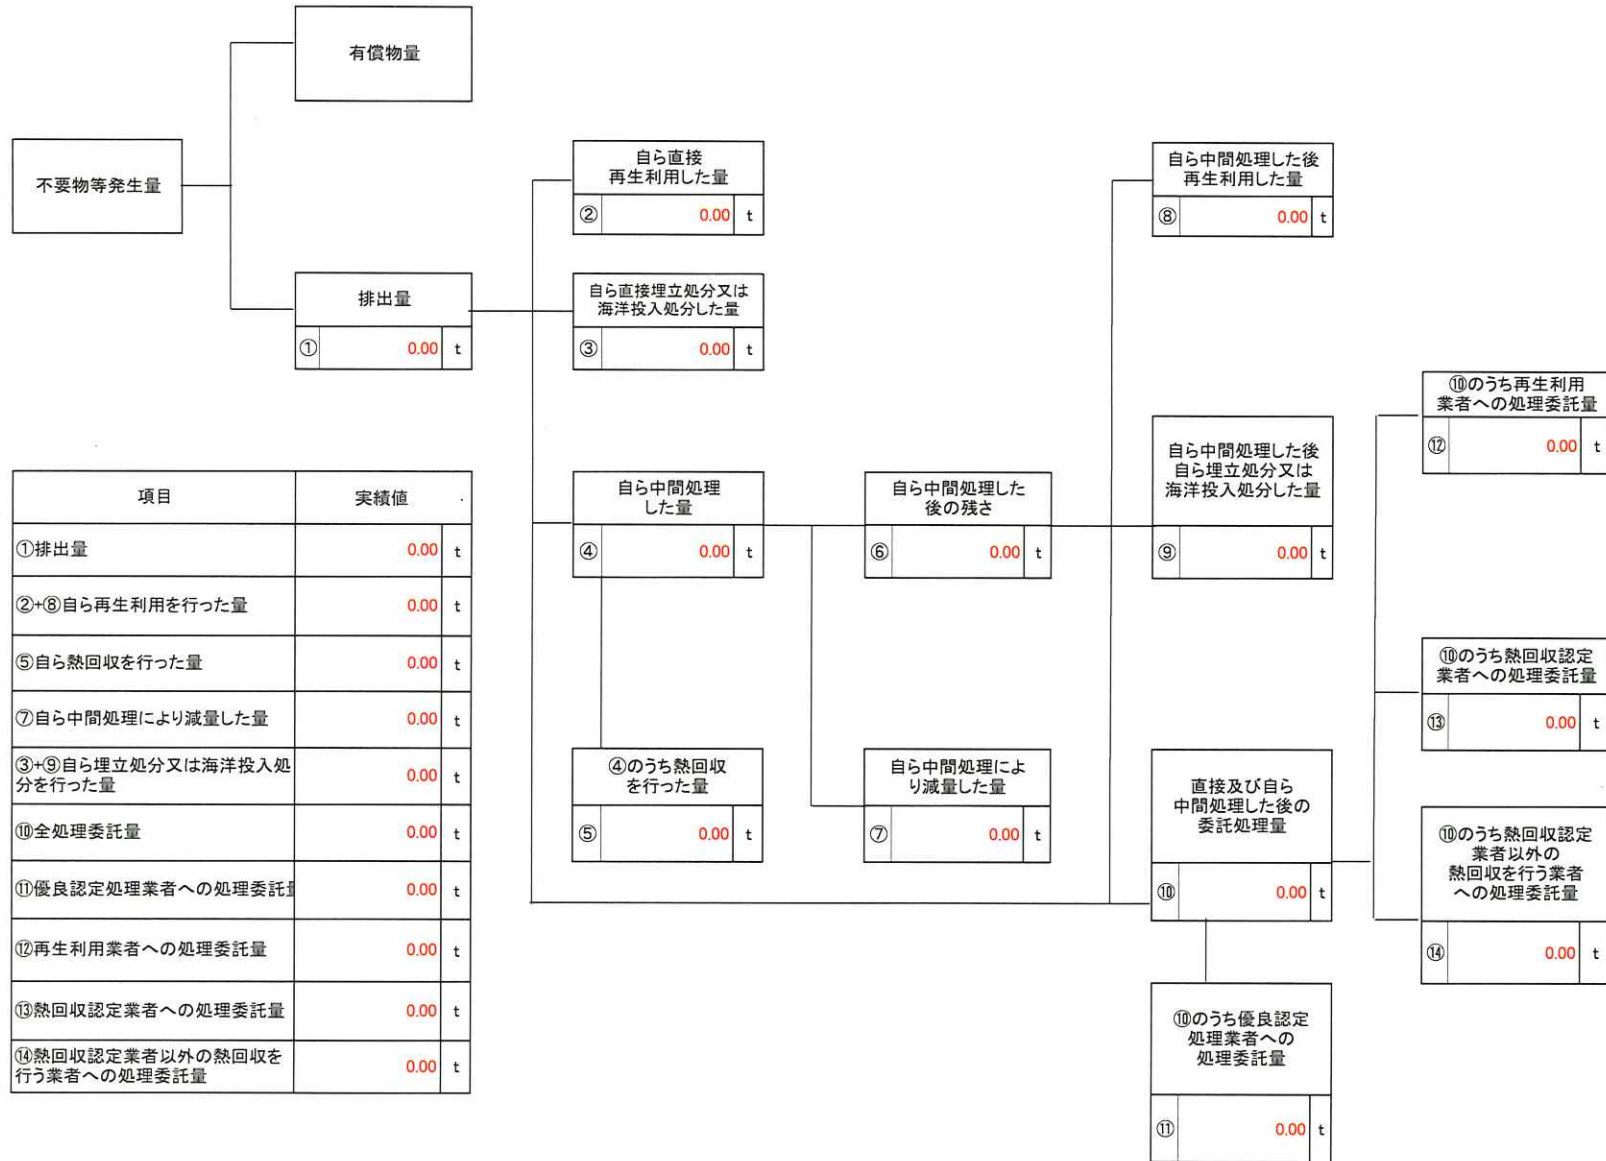 有償物量
不要物等発生量
排出量
① 0.00 t
自ら直接
再生利用した量
② 0.00 t
自ら直接埋立処分又は
海洋投入処分した量
③ 0.00 t
自ら中間処理
した量
④ 0.00 t
④のうち熱回収
を行った量
⑤ 0.00 t
自ら中間処理した
後の残さ
⑥ 0.00 t
自ら中間処理によ
り減量した量
⑦ 0.00 t
自ら中間処理した後
再生利用した量
⑧ 0.00 t
自ら中間処理した後
自ら埋立処分又は
海洋投入処分した量
⑨ 0.00 t
直接及び自ら
中間処理した後の
委託処理量
⑩ 0.00 t
⑩のうち優良認定
処理業者への
処理委託量
⑪ 0.00 t
⑩のうち再生利用
業者への処理委託量
⑫ 0.00 t
⑩のうち熱回収認定
業者への処理委託量
⑬ 0.00 t
⑩のうち熱回収認定
業者以外の
熱回収を行う業者
への処理委託量
⑭ 0.00 t
項目 実績値
①排出量 0.00 t
②+⑧自ら再生利用を行った量 0.00 t
⑤自ら熱回収を行った量 0.00 t
⑦自ら中間処理により減量した量 0.00 t
③+⑨自ら埋立処分又は海洋投入処
分を行った量 0.00 t
⑩全処理委託量 0.00 t
⑪優良認定処理業者への処理委託量 0.00 t
⑫再生利用業者への処理委託量 0.00 t
⑬熱回収認定業者への処理委託量 0.00 t
⑭熱回収認定業者以外の熱回収を
行う業者への処理委託量 0.00 t